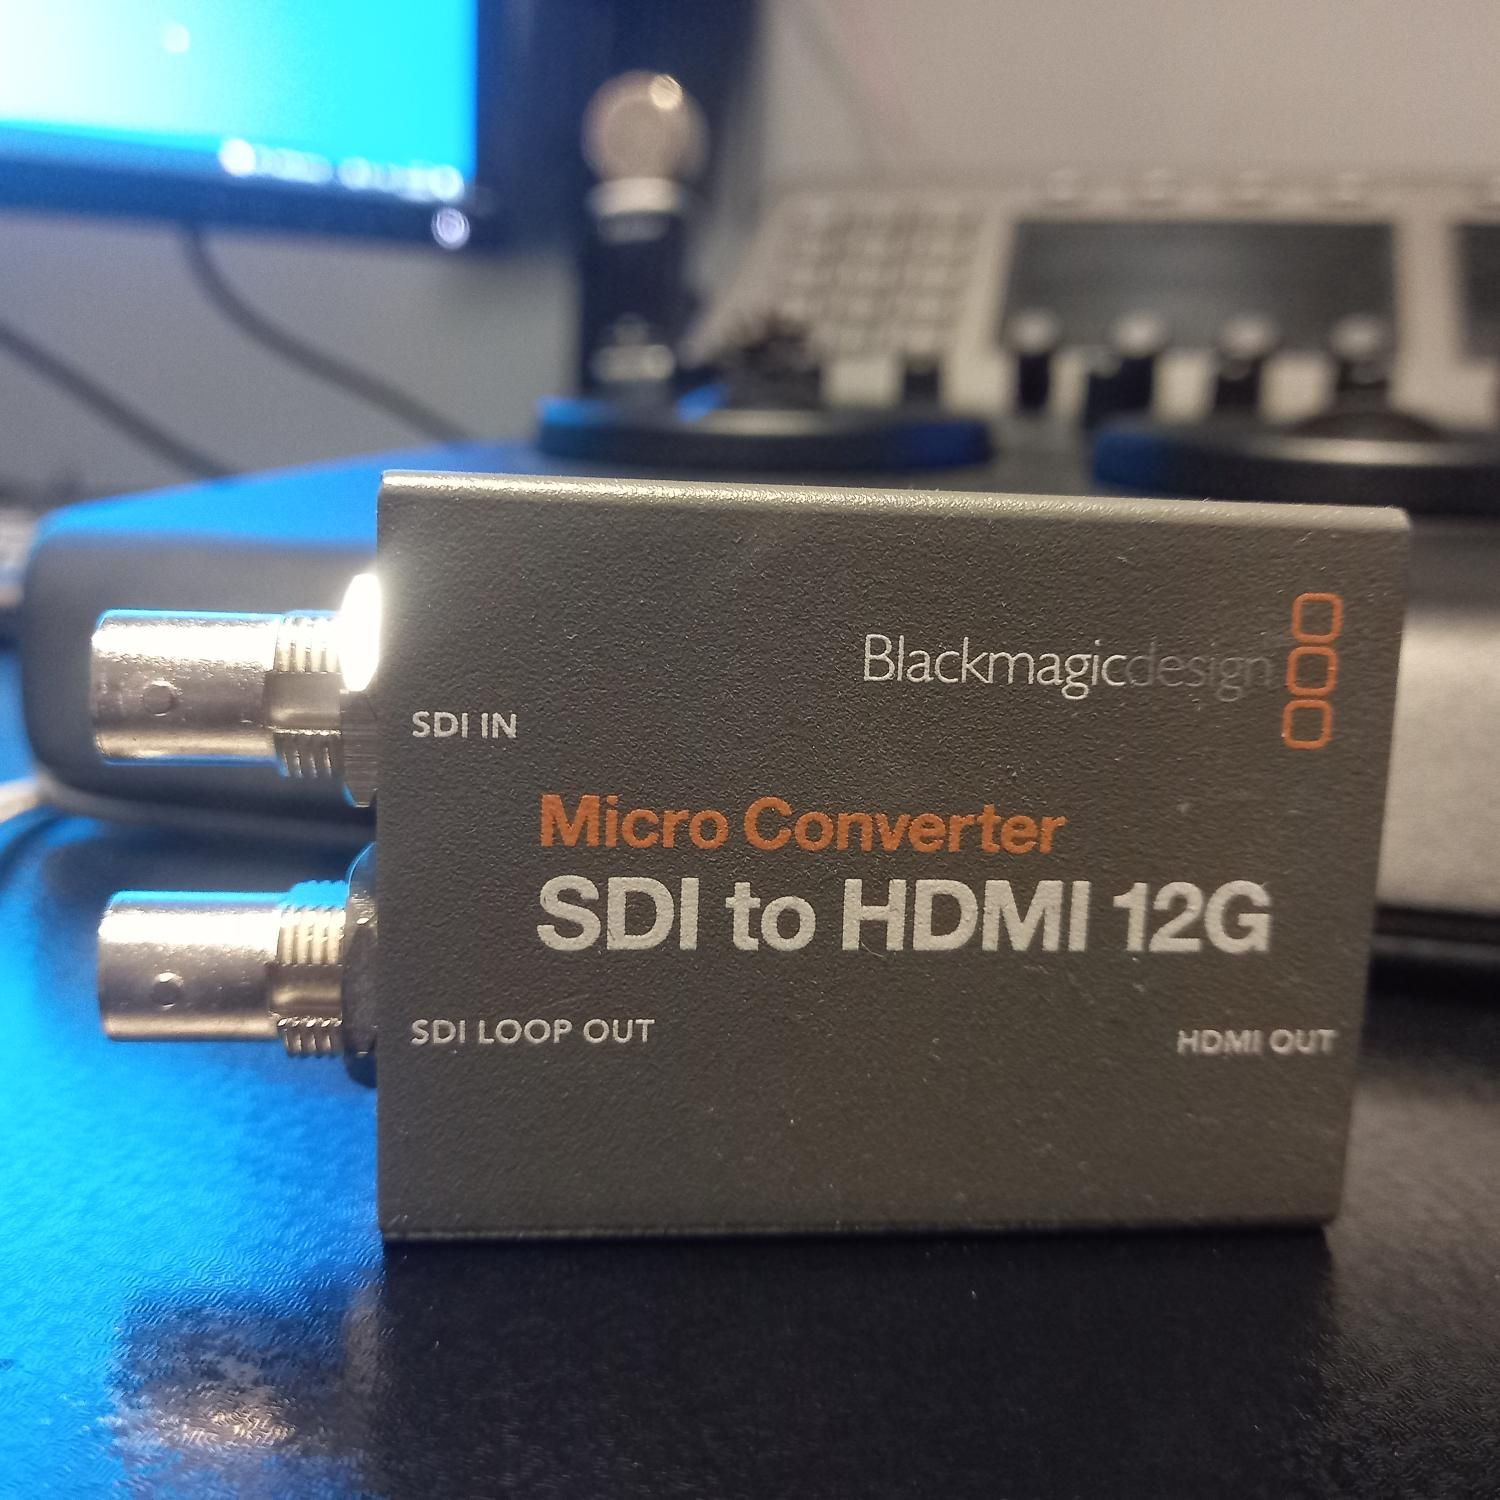 Blackmagicdesign
SDI IN
Micro Converter
SDI to HDMI 12G
SDI LOOP OUT
HDMI OUT